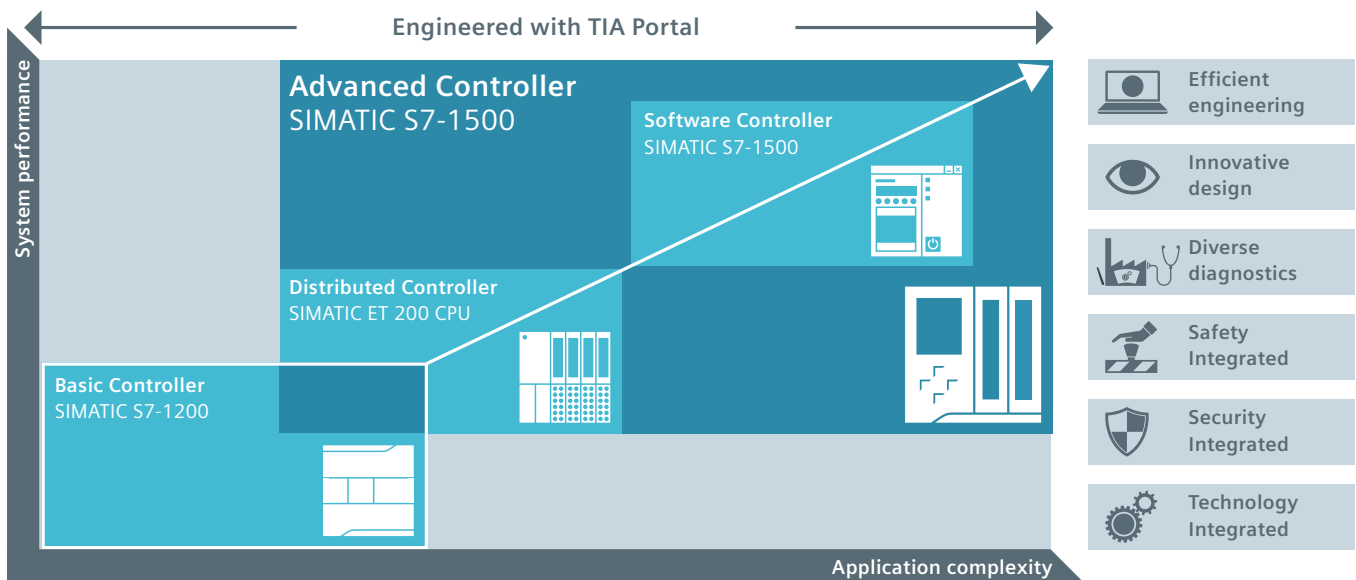 Engineered with TIA Portal
System performance
Advanced Controller
SIMATIC S7-1500
Software Controller
SIMATIC S7-1500
Distributed Controller
SIMATIC ET 200 CPU
Basic Controller
SIMATIC S7-1200
Application complexity
Efficient
engineering
Innovative
design
Diverse
diagnostics
Safety
Integrated
Security
Integrated
Technology
Integrated